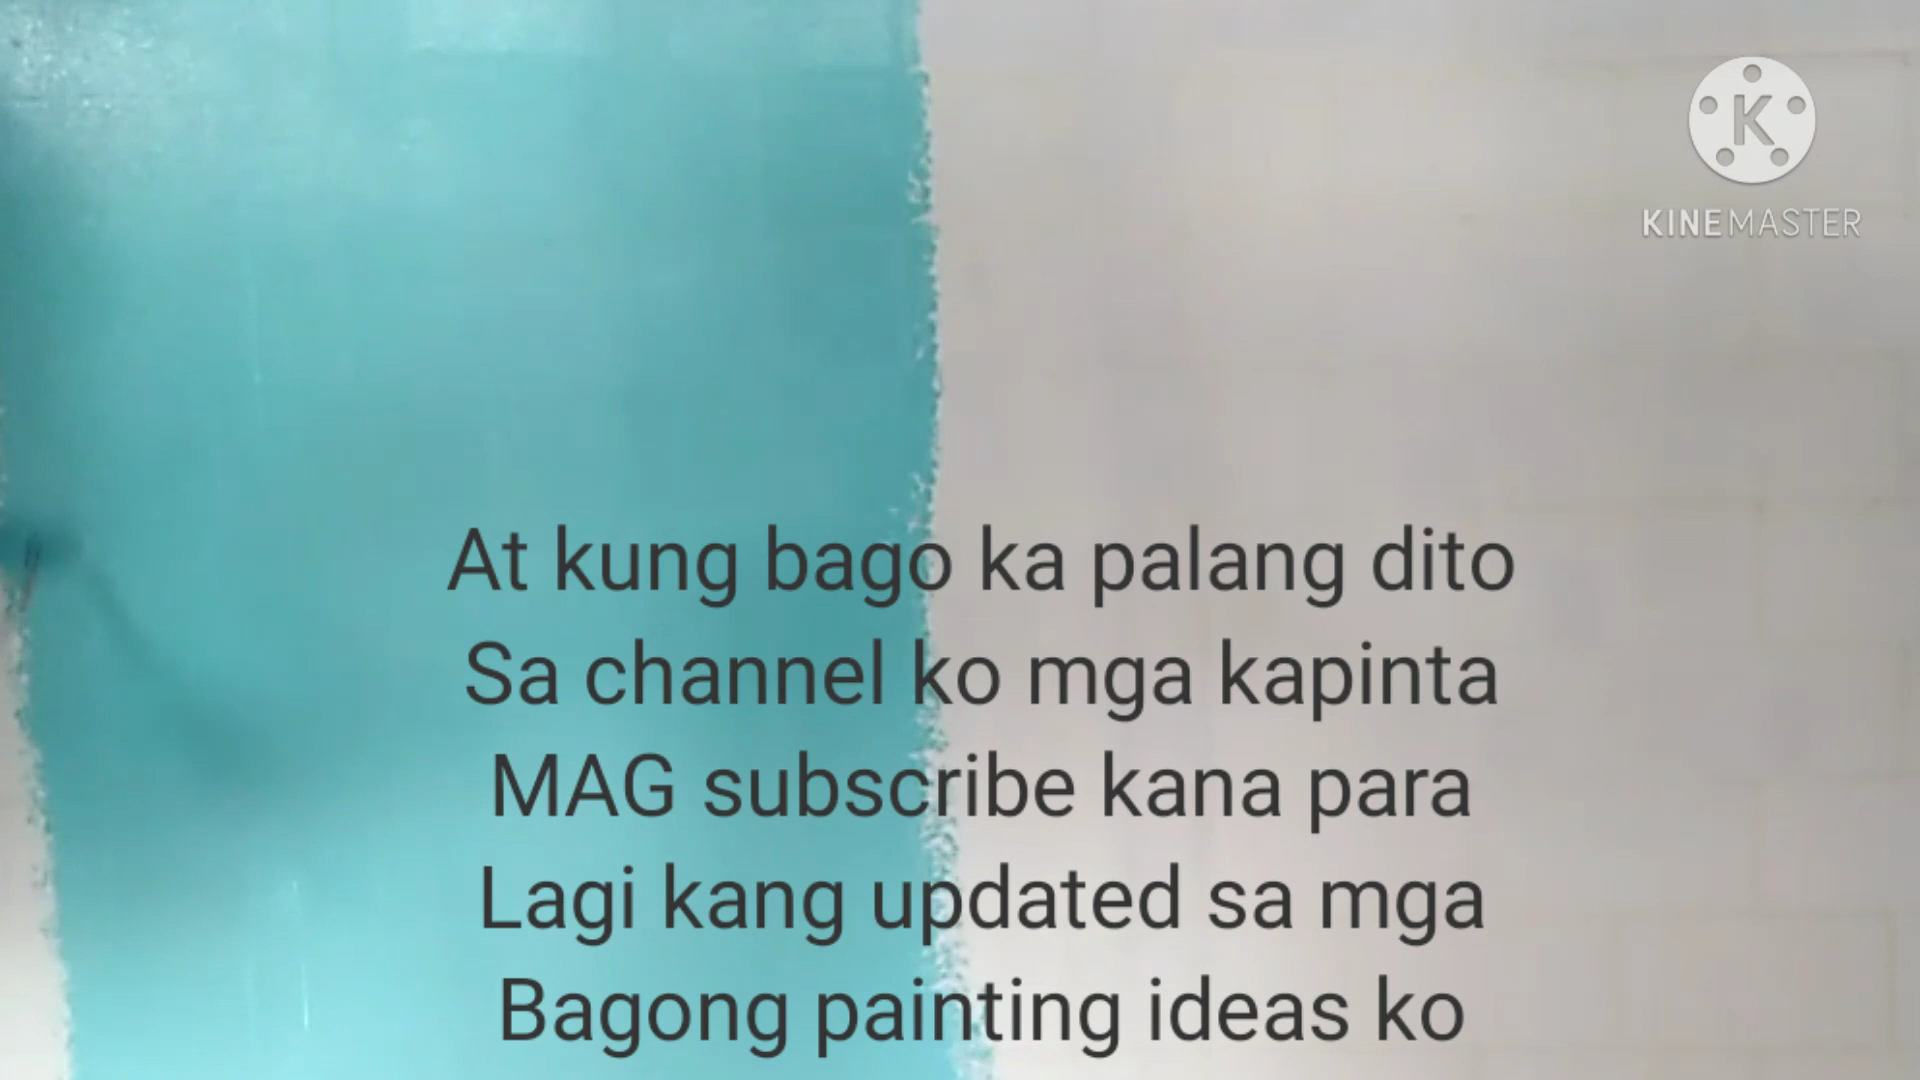 K
KINEMASTER
At kung bago ka palang dito
Sa channel ko mga kapinta
MAG subscribe kana para
Lagi kang updated sa mga
Bagong painting ideas ko